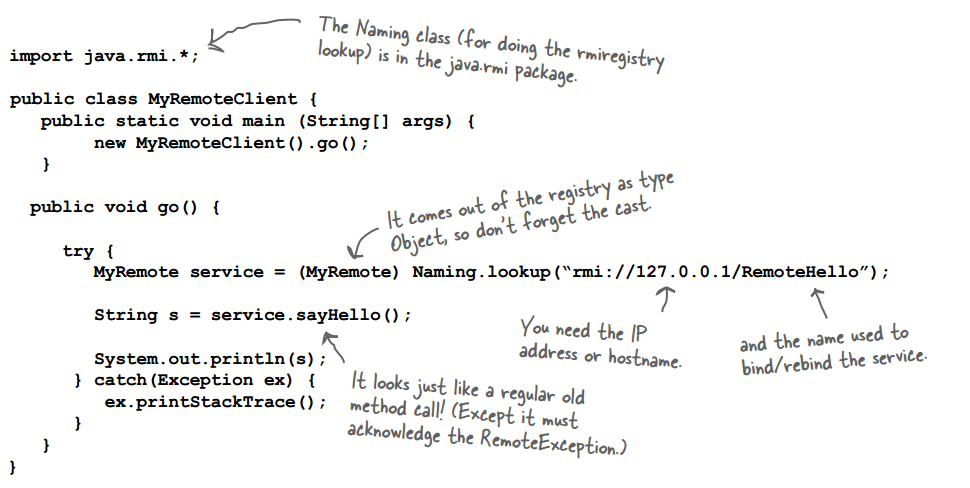 The Naming class (for doing the rmiregistry
lookup) is in the java.rmi package.
import java.rmi.*;
public class MyRemoteClient {
public static void main (String[] args) {
new MyRemoteClient().go();
}
public void go() {
It comes out of the registry as type
Object, so don't forget the cast.
try {
MyRemote service = (MyRemote) Naming.lookup(“rmi://127.0.0.1/RemoteHello”);
String s = service.sayHello();
You need the IP
address or hostname.
and the name used to
bind/rebind the service.
System.out.println(s);
} catch(Exception ex) {
ex.printStackTrace();
}
It looks just like a regular old
method call! (Except it must
acknowledge the RemoteException.)
}
}